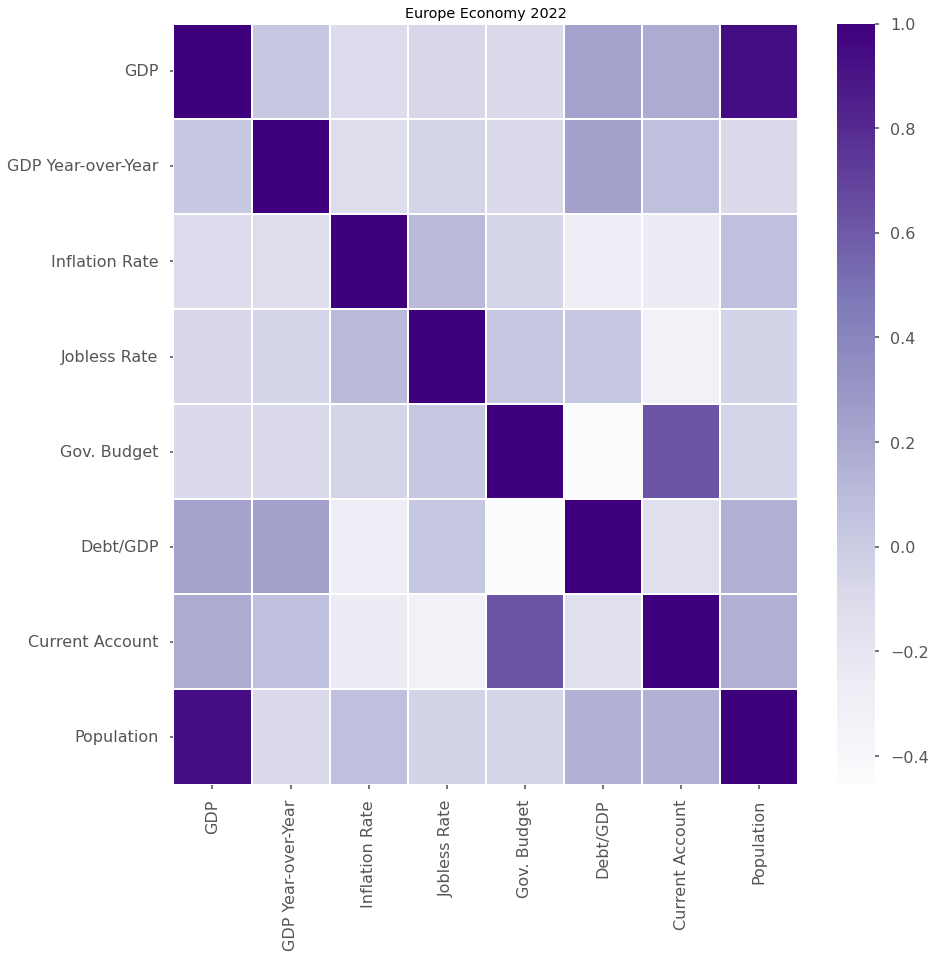 Europe Economy 2022
GDP
GDP Year-over-Year
Inflation Rate
Jobless Rate
Gov. Budget
Debt/GDP
Current Account
Population
GDP
GDP Year-over-Year
Inflation Rate
Jobless Rate
Gov. Budget
Debt/GDP
Current Account
Population
1.0
0.8
0.6
0.4
0.2
0.0
−0.2
−0.4